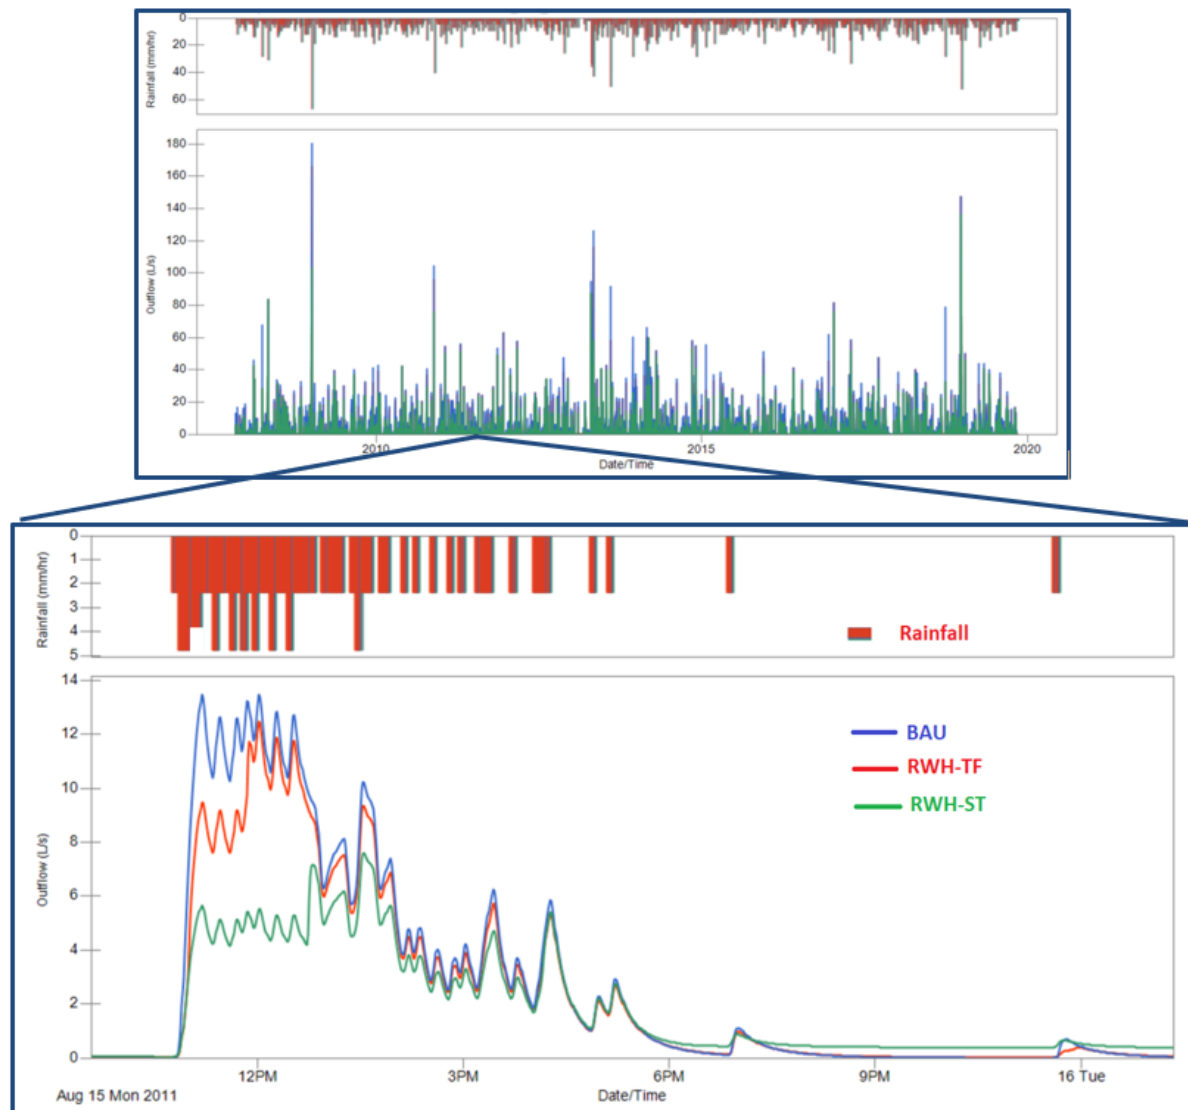 0
20
40
60
Rainfall (mm/hr)
180
160
140
120
100
80
60
40
20
0
Outflow (L/s)
2010
2015
2020
Date/Time
0
1
2
3
4
5
Rainfall (mm/hr)
Rainfall
14
12
10
8
6
4
2
0
Outflow (L/s)
BAU
RWH-TF
RWH-ST
12PM
3PM
6PM
9PM
16 Tue
Aug 15 Mon 2011
Date/Time